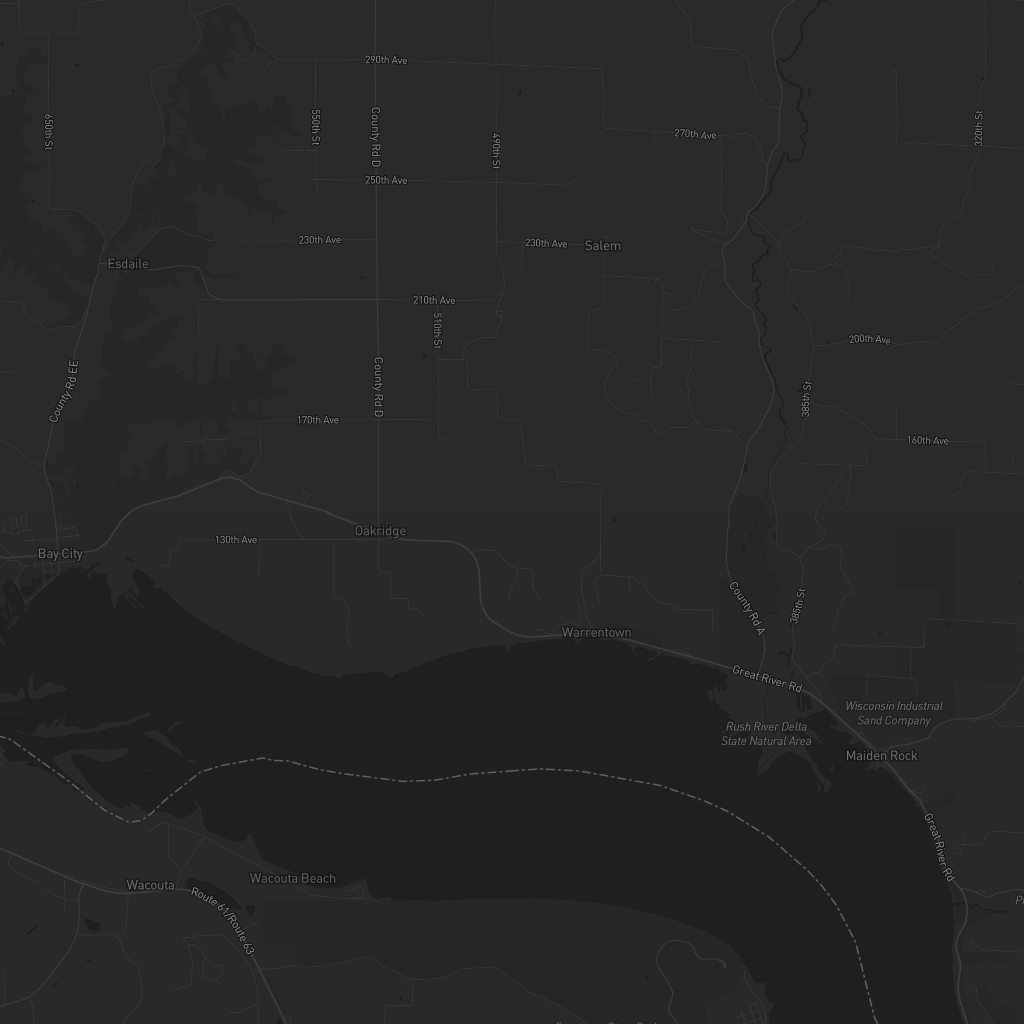 290th Ave
650th St
550th St
County Rd D
490th St
270th Ave
320th St
250th Ave
230th Ave
230th Ave
Salem
Esdaile
210th Ave
510th St
200th Ave
County Rd EE
County Rd D
385th St
170th Ave
160th Ave
Oakridge
130th Ave
Bay City
County Rd A
385th St
Warrentown
Great River Rd
Wisconsin Industrial
Sand Company
Rush River Delta
State Natural Area
Maiden Rock
Great River Rd
Wacouta Beach
Wacouta
Route 61/Route 63